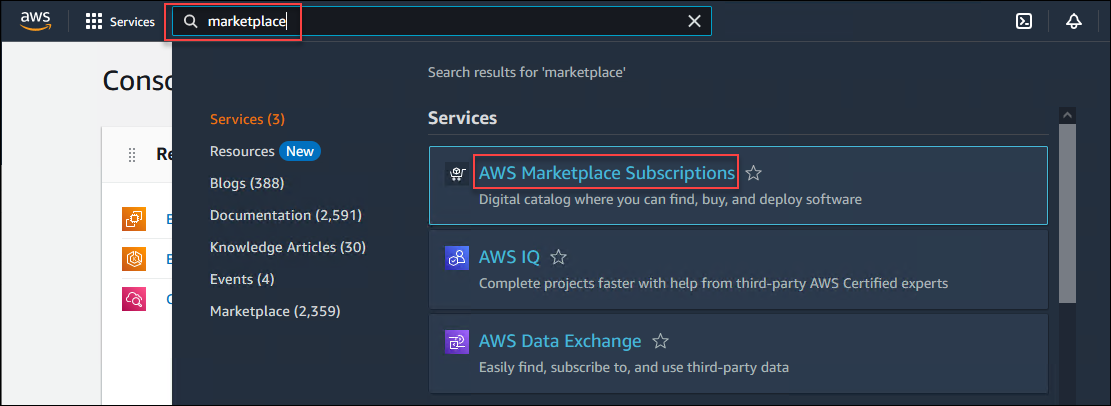 aws
Services
marketplace
Search results for 'marketplace'
Services (3)
Resources New
Blogs (388)
Documentation (2,591)
Knowledge Articles (30)
Events (4)
Marketplace (2,359)
Services
AWS Marketplace Subscriptions
Digital catalog where you can find, buy, and deploy software
AWS IQ
Complete projects faster with help from third-party AWS Certified experts
AWS Data Exchange
Easily find, subscribe to, and use third-party data
Conso
Re